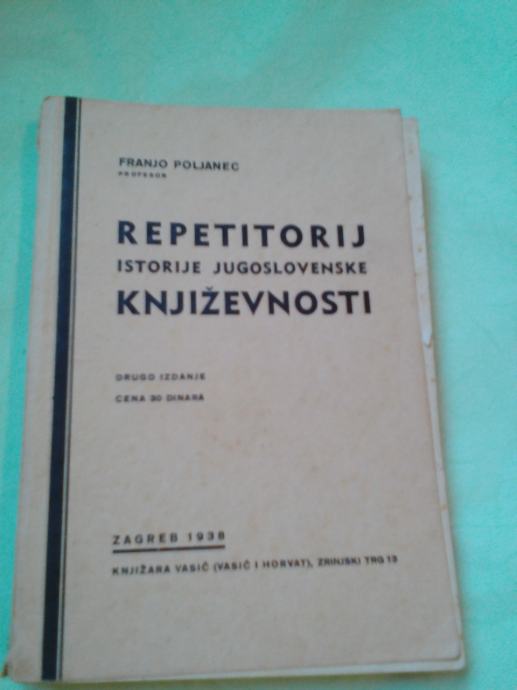 FRANJO POLJANEC
PROFESOR
REPETITORIJ
ISTORIJE JUGOSLOVENSKE
KNJIŽEVNOSTI
DRUGO IZDANJE
CENA 30 DINARA
ZAGREB 1938
KNJIŽARA VASIĆ (VASIĆ I HORVAT), ZRINJSKI TRG 13